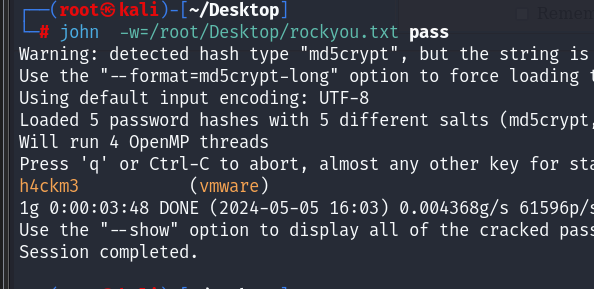 Remen
┌──(root㉿kali)-[~/Desktop]
└─# john  -w=/root/Desktop/rockyou.txt pass
Warning: detected hash type "md5crypt", but the string is
Use the "--format=md5crypt-long" option to force loading t
Using default input encoding: UTF-8
Loaded 5 password hashes with 5 different salts (md5crypt,
Will run 4 OpenMP threads
Press 'q' or Ctrl-C to abort, almost any other key for sta
h4ckm3           (vmware)
1g 0:00:03:48 DONE (2024-05-05 16:03) 0.004368g/s 61596p/s
Use the "--show" option to display all of the cracked pass
Session completed.